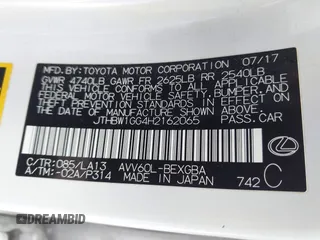 MFD. BY: TOYOTA MOTOR CORPORATION 07/17
GVWR 4740LB GAWR FR 2625LB RR 2540LB
THIS VEHICLE CONFORMS TO ALL APPLICABLE
FEDERAL MOTOR VEHICLE SAFETY, BUMPER,
AND THEFT PREVENTION STANDARDS IN EFFECT
ON THE DATE OF MANUFACTURE SHOWN ABOVE.
JTHBW1GG4H2162065 PASS.CAR
C/TR:085/LA13 AVV60L-BEXGBA
A/TM:-02A/P314 MADE IN JAPAN 742 C
AUTOBIDMASTER